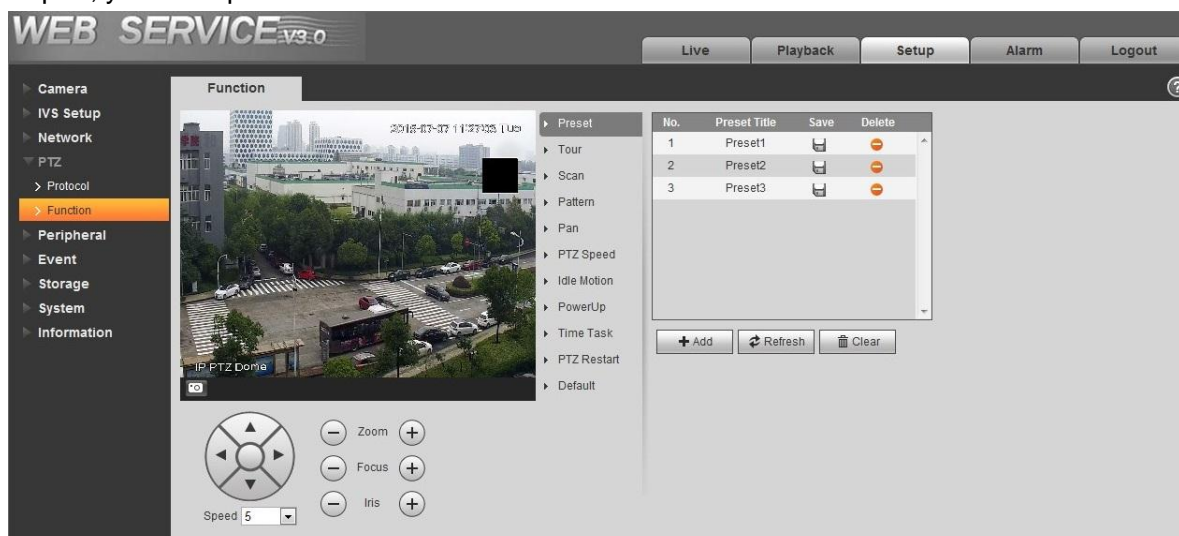 WEB SERVICE V3.0
Live Playback Setup Alarm Logout
Camera
IVS Setup
Network
PTZ
Protocol
Function
Peripheral
Event
Storage
System
Information
Function
IP PTZ Dome
Preset
Tour
Scan
Pattern
Pan
PTZ Speed
Idle Motion
PowerUp
Time Task
PTZ Restart
Default
No. Preset Title Save Delete
1 Preset1
2 Preset2
3 Preset3
Add Refresh Clear
Zoom
Focus
Iris
Speed 5